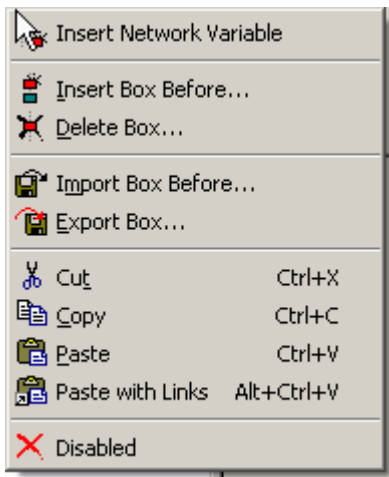 Insert Network Variable
Insert Box Before...
Delete Box...
Import Box Before...
Export Box...
Cut Ctrl+X
Copy Ctrl+C
Paste Ctrl+V
Paste with Links Alt+Ctrl+V
Disabled